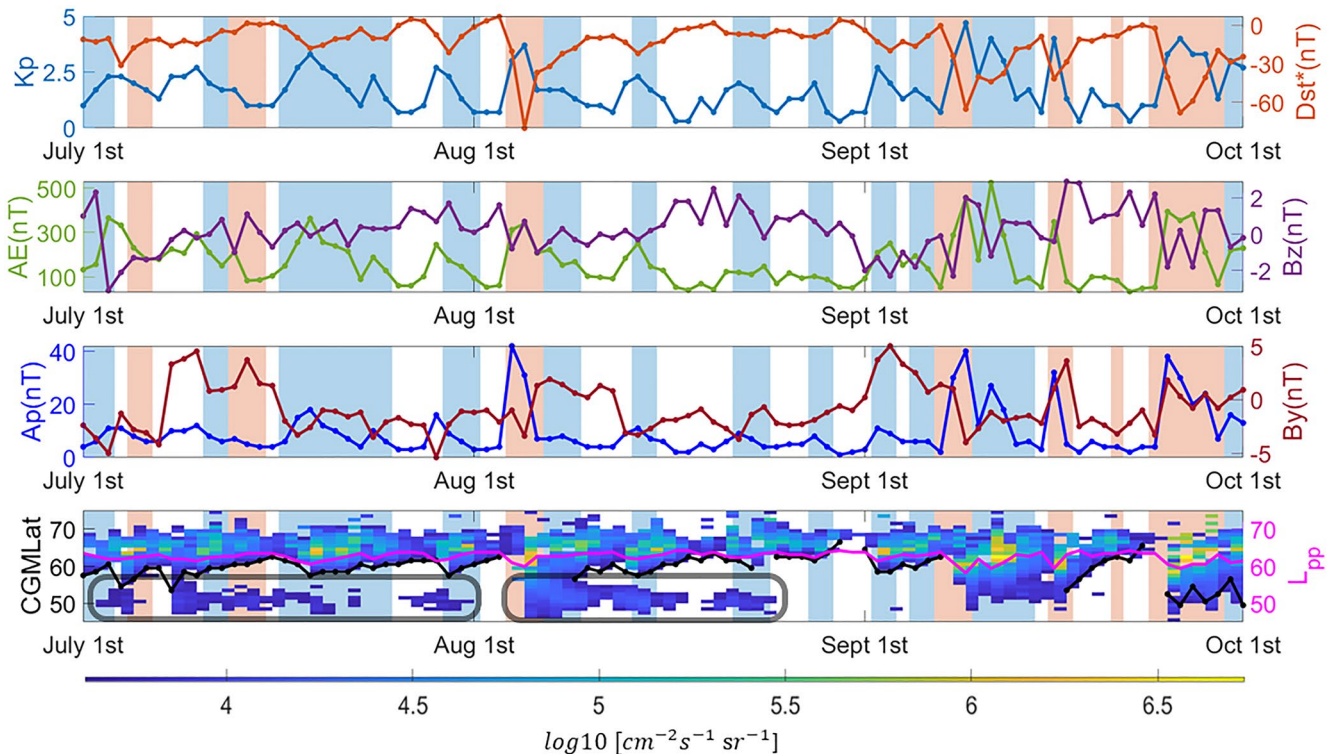 5 2.5 0 Kp 0 -30 -60 Dst*(nT)
July 1st Aug 1st Sept 1st Oct 1st
500 300 100 AE(nT) 2 0 -2 Bz(nT)
July 1st Aug 1st Sept 1st Oct 1st
40 20 0 Ap(nT) 5 0 -5 By(nT)
July 1st Aug 1st Sept 1st Oct 1st
70 60 50 CGMLat 70 60 50 Lpp
July 1st Aug 1st Sept 1st Oct 1st
4 4.5 5 5.5 6 6.5
log10 [cm⁻²s⁻¹ sr⁻¹]